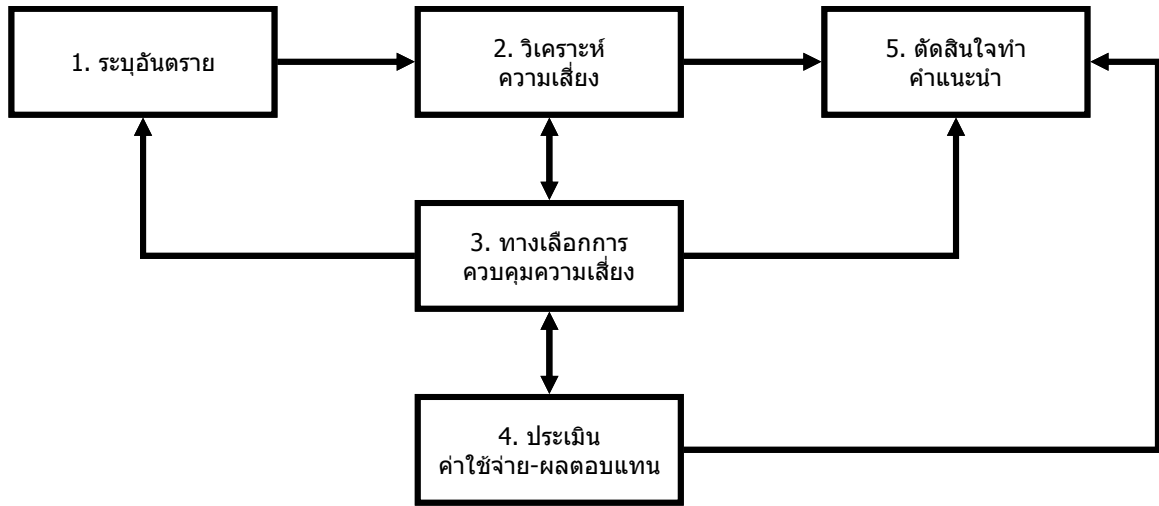 1. ระบุอันตราย
2. วิเคราะห์
ความเสี่ยง
5. ตัดสินใจทำ
คำแนะนำ
3. ทางเลือกการ
ควบคุมความเสี่ยง
4. ประเมิน
ค่าใช้จ่าย-ผลตอบแทน